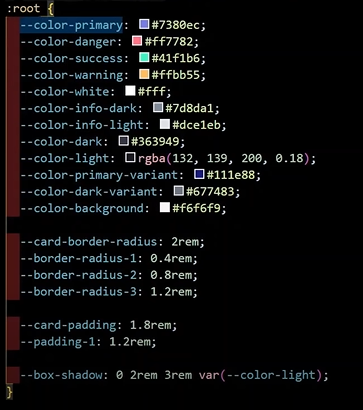 :root {
--color-primary: #7380ec;
--color-danger: #ff7782;
--color-success: #41f1b6;
--color-warning: #ffbb55;
--color-white: #fff;
--color-info-dark: #7d8da1;
--color-info-light: #dce1eb;
--color-dark: #363949;
--color-light: rgba(132, 139, 200, 0.18);
--color-primary-variant: #111e88;
--color-dark-variant: #677483;
--color-background: #f6f6f9;
--card-border-radius: 2rem;
--border-radius-1: 0.4rem;
--border-radius-2: 0.8rem;
--border-radius-3: 1.2rem;
--card-padding: 1.8rem;
--padding-1: 1.2rem;
--box-shadow: 0 2rem 3rem var(--color-light);
}